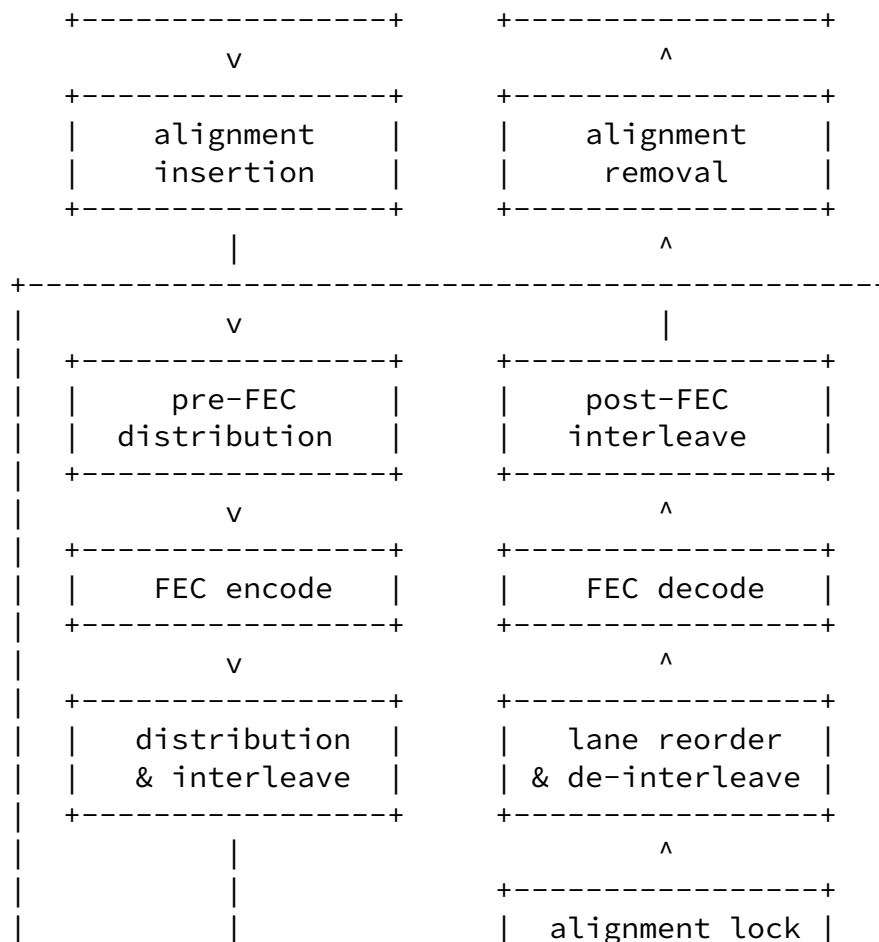 +-----------------+    +----------------+
         v                       ^
+-----------------+    +----------------+
|    alignment    |    |   alignment    |
|    insertion    |    |    removal     |
+-----------------+    +----------------+
         |                       ^
+------------------------------------------------
|           v                       |
|  +-----------------+    +----------------+
|  |     pre-FEC     |    |    post-FEC    |
|  |  distribution   |    |   interleave   |
|  +-----------------+    +----------------+
|           v                       ^
|  +-----------------+    +----------------+
|  |    FEC encode   |    |   FEC decode   |
|  +-----------------+    +----------------+
|           v                       ^
|  +-----------------+    +----------------+
|  |   distribution  |    |  lane reorder  |
|  |   & interleave  |    | & de-interleave |
|  +-----------------+    +----------------+
|           |                       ^
|           |             +----------------+
|           |             | alignment lock |